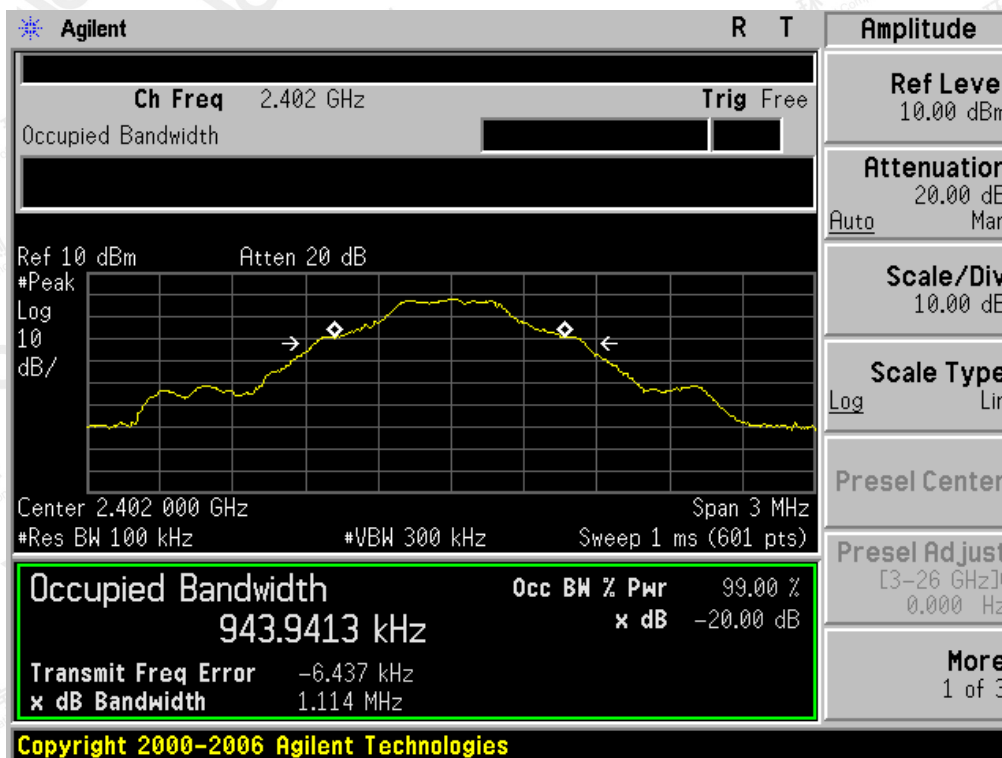 Agilent R T Amplitude
Ch Freq 2.402 GHz Trig Free
Occupied Bandwidth
Ref 10 dBm Atten 20 dB
#Peak
Log
10
dB/
Center 2.402 000 GHz Span 3 MHz
#Res BW 100 kHz #VBW 300 kHz Sweep 1 ms (601 pts)
Occupied Bandwidth
943.9413 kHz
Occ BW % Pwr 99.00 %
x dB -20.00 dB
Transmit Freq Error -6.437 kHz
x dB Bandwidth 1.114 MHz
Ref Leve
10.00 dBm
Attenuation
20.00 dB
Auto Man
Scale/Div
10.00 dB
Scale Type
Log Lin
Presel Center
Presel Adjust
[3-26 GHz]
0.000 Hz
More
1 of 3
Copyright 2000-2006 Agilent Technologies